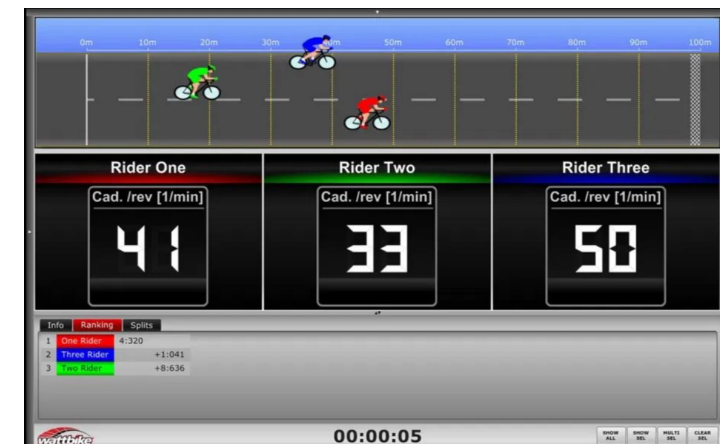 0m 10m 20m 30m 40m 50m 60m 70m 80m 90m 100m
Rider One Rider Two Rider Three
Cad. /rev [1/min] Cad. /rev [1/min] Cad. /rev [1/min]
41 33 50
Info Ranking Splits
1 One Rider 4:320
2 Three Rider +1:041
3 Two Rider +8:636
wattbike
00:00:05
SHOW ALL SHOW SEL MULTI SEL CLEAR SEL